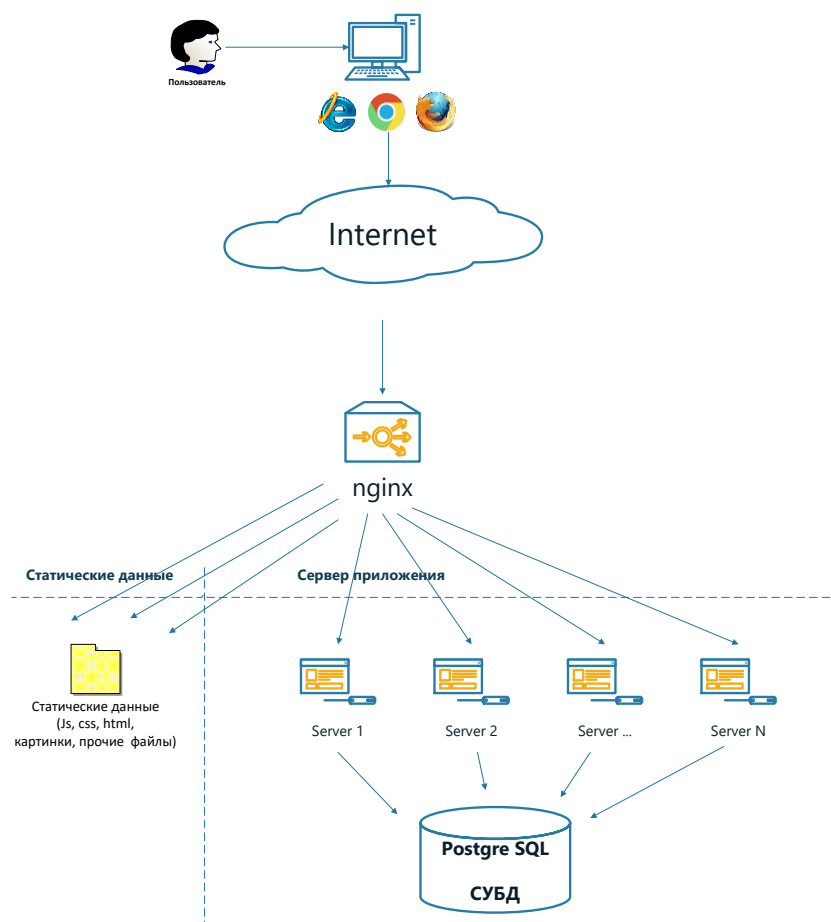 Пользователь
Internet
nginx
Статические данные
Сервер приложения
Статические данные
(Js, css, html,
картинки, прочие файлы)
Server 1
Server 2
Server ...
Server N
Postgre SQL
СУБД